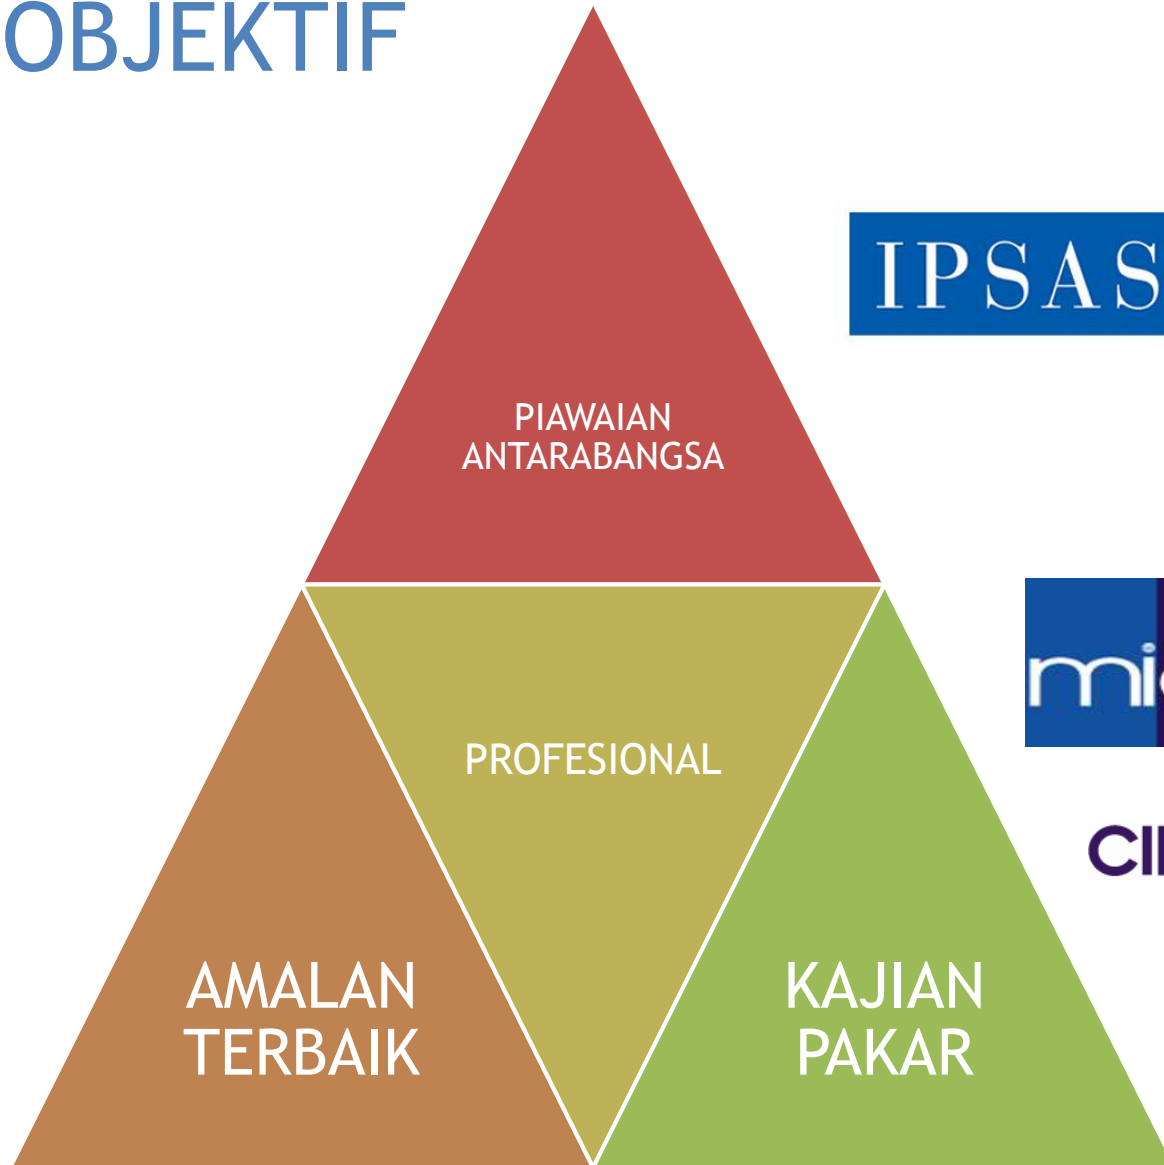 OBJEKTIF
IPSAS
PIAWAIAN
ANTARABANGSA
PROFESIONAL
AMALAN
TERBAIK
KAJIAN
PAKAR